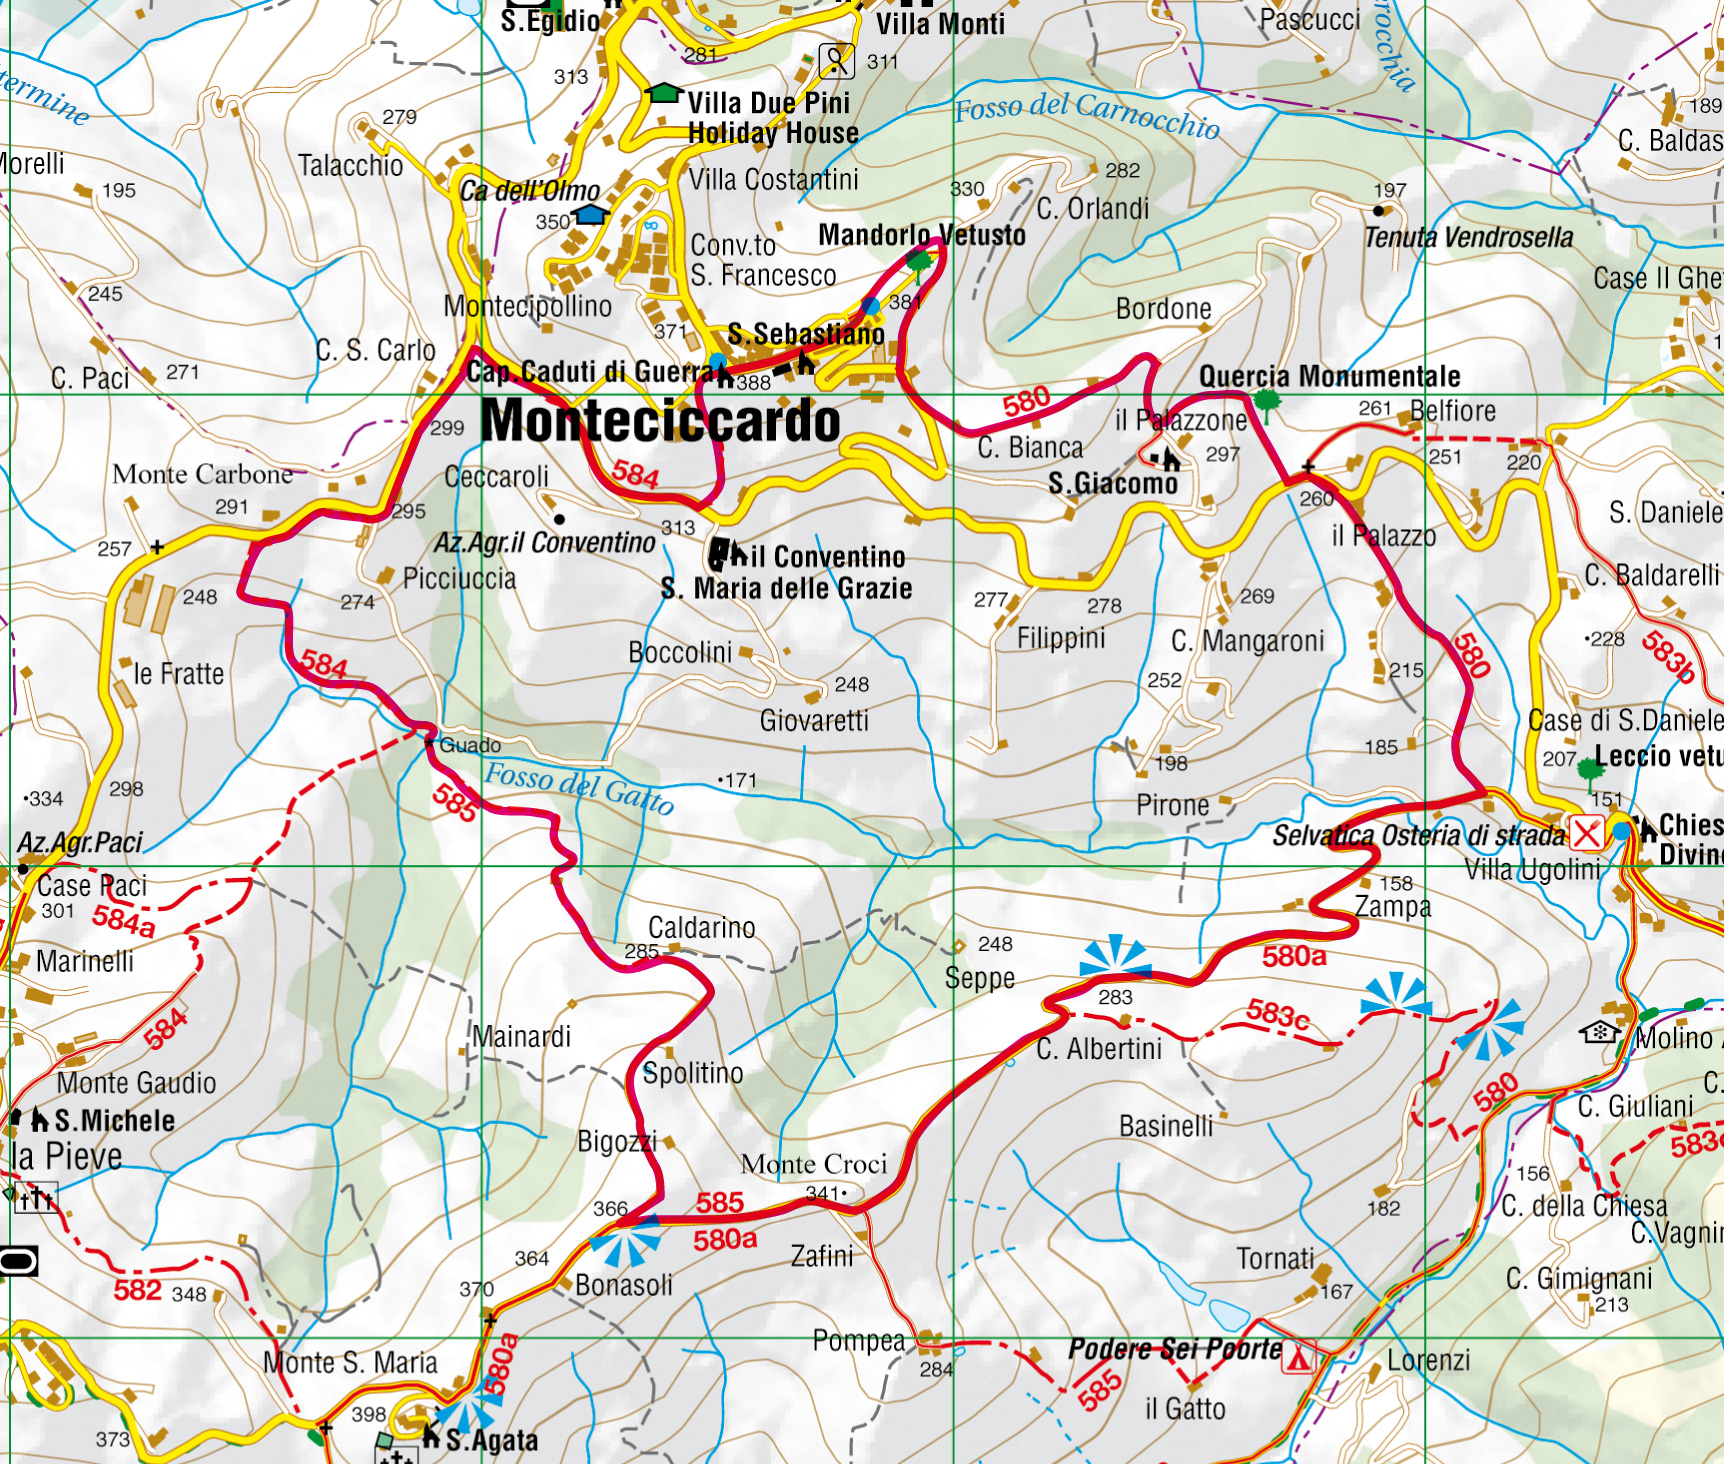 S.Egidio
Villa Monti
Pascucci
313
281
311
Villa Due Pini
Holiday House
Fosso del Carnocchio
189
C. Baldas
279
Talacchio
Morelli
195
Ca dell'Olmo
350
Villa Costantini
330
282
C. Orlandi
197
Tenuta Vendrosella
Conv.to
S. Francesco
Mandorlo Vetusto
381
Case II Ghe
245
Montecipollino
371
S.Sebastiano
Bordone
C. S. Carlo
C. Paci
271
Cap.Caduti di Guerra
388
Quercia Monumentale
Monteciccardo
580
il Palazzone
261
Belfiore
299
C. Bianca
297
251
220
Monte Carbone
Ceccaroli
584
S.Giacomo
260
291
295
313
S. Daniele
257
Az.Agr.il Conventino
il Conventino
S. Maria delle Grazie
il Palazzo
Picciuccia
C. Baldarelli
248
274
277
278
269
Filippini
C. Mangaroni
228
580
583b
Boccolini
le Fratte
584
252
215
248
Giovaretti
Case di S.Daniele
Guado
185
207
Leccio vetu
Fosso del Gatto
171
198
334
298
585
Pirone
151
Az.Agr.Paci
Selvatica Osteria di strada
Chies
Divino
Villa Ugolini
Case Paci
301
584a
158
Zampa
Caldarino
285
248
Marinelli
Seppe
580a
283
583c
584
Mainardi
C. Albertini
Molino
Monte Gaudio
Spolitino
580
C. Giuliani
S.Michele
Basinelli
la Pieve
Bigozzi
Monte Croci
341
583c
156
366
585
580a
182
C. della Chiesa
C.Vagnin
364
Zafini
Tornati
582
348
370
Bonasoli
167
C. Gimignani
213
Pompea
284
Podere Sei Poorte
Monte S. Maria
580a
585
Lorenzi
398
il Gatto
373
S.Agata